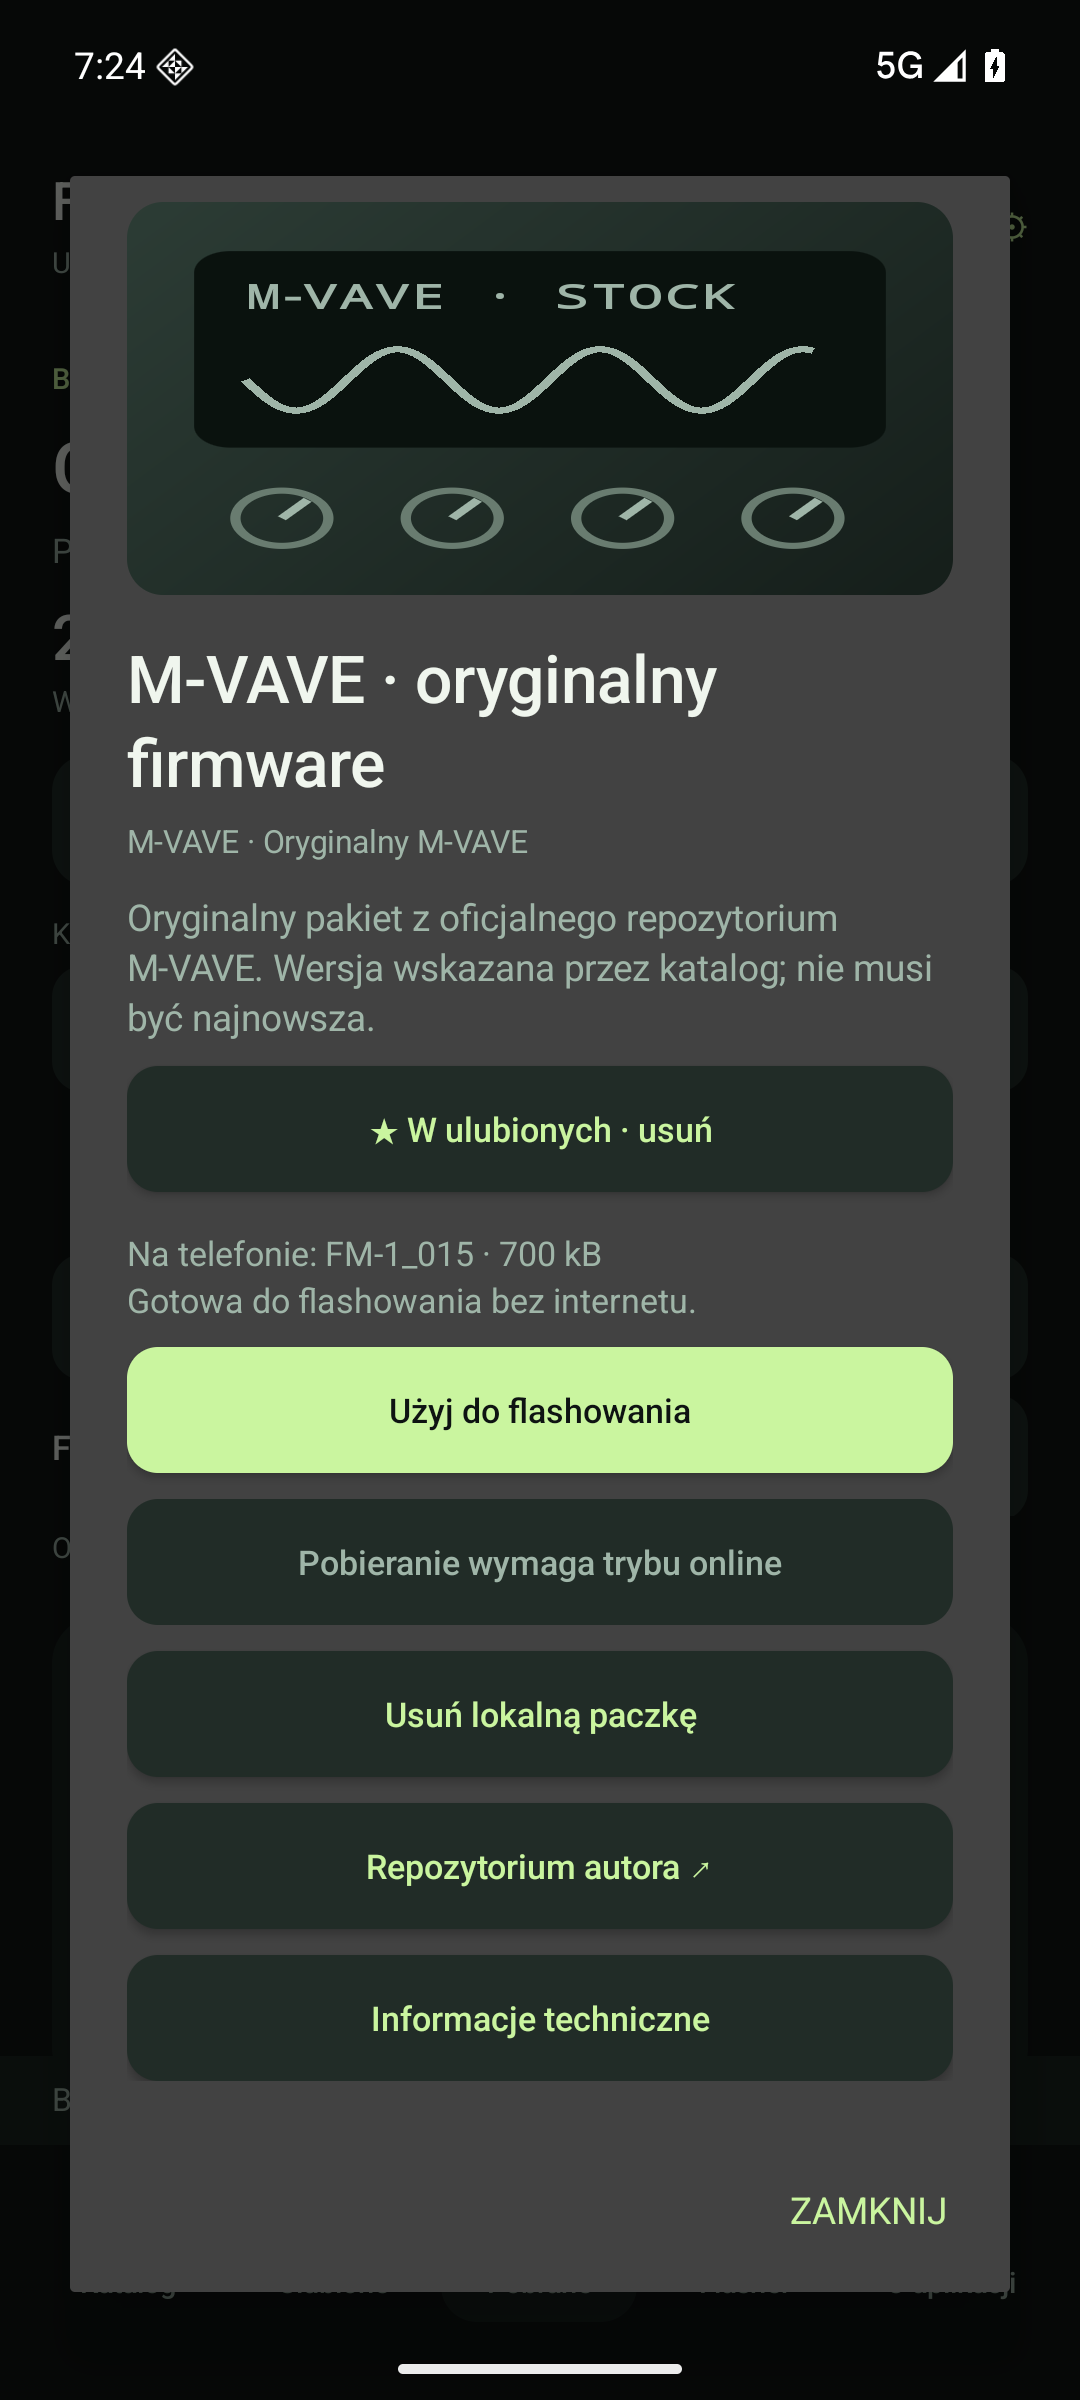 7:24
5G
M-VAVE · STOCK
M-VAVE · oryginalny
firmware
M-VAVE · Oryginalny M-VAVE
Oryginalny pakiet z oficjalnego repozytorium
M-VAVE. Wersja wskazana przez katalog; nie musi
być najnowsza.
★ W ulubionych · usuń
Na telefonie: FM-1_015 · 700 kB
Gotowa do flashowania bez internetu.
Użyj do flashowania
Pobieranie wymaga trybu online
Usuń lokalną paczkę
Repozytorium autora ↗
Informacje techniczne
ZAMKNIJ